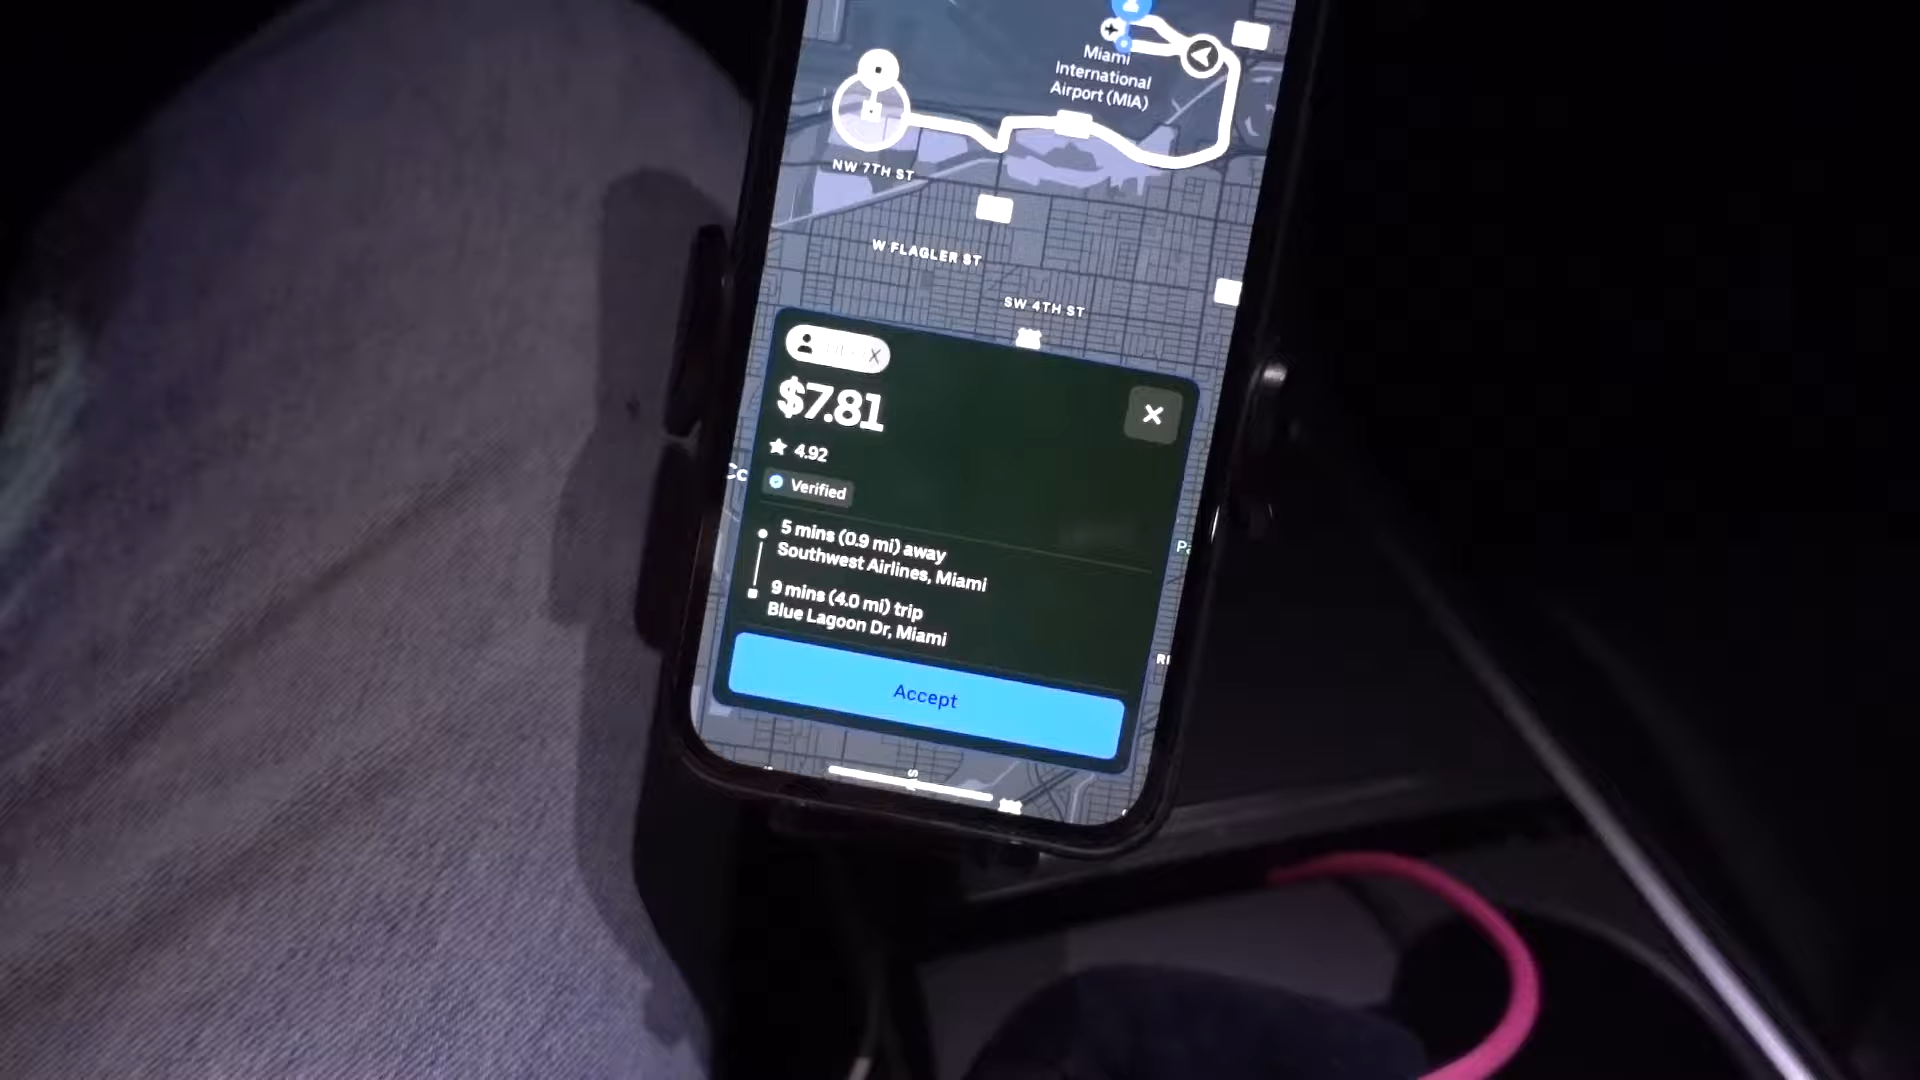 Miami
International
Airport (MIA)
NW 7TH ST
W FLAGLER ST
SW 4TH ST
$7.81
4.92
Verified
5 mins (0.9 mi) away
Southwest Airlines, Miami
9 mins (4.0 mi) trip
Blue Lagoon Dr, Miami
Accept